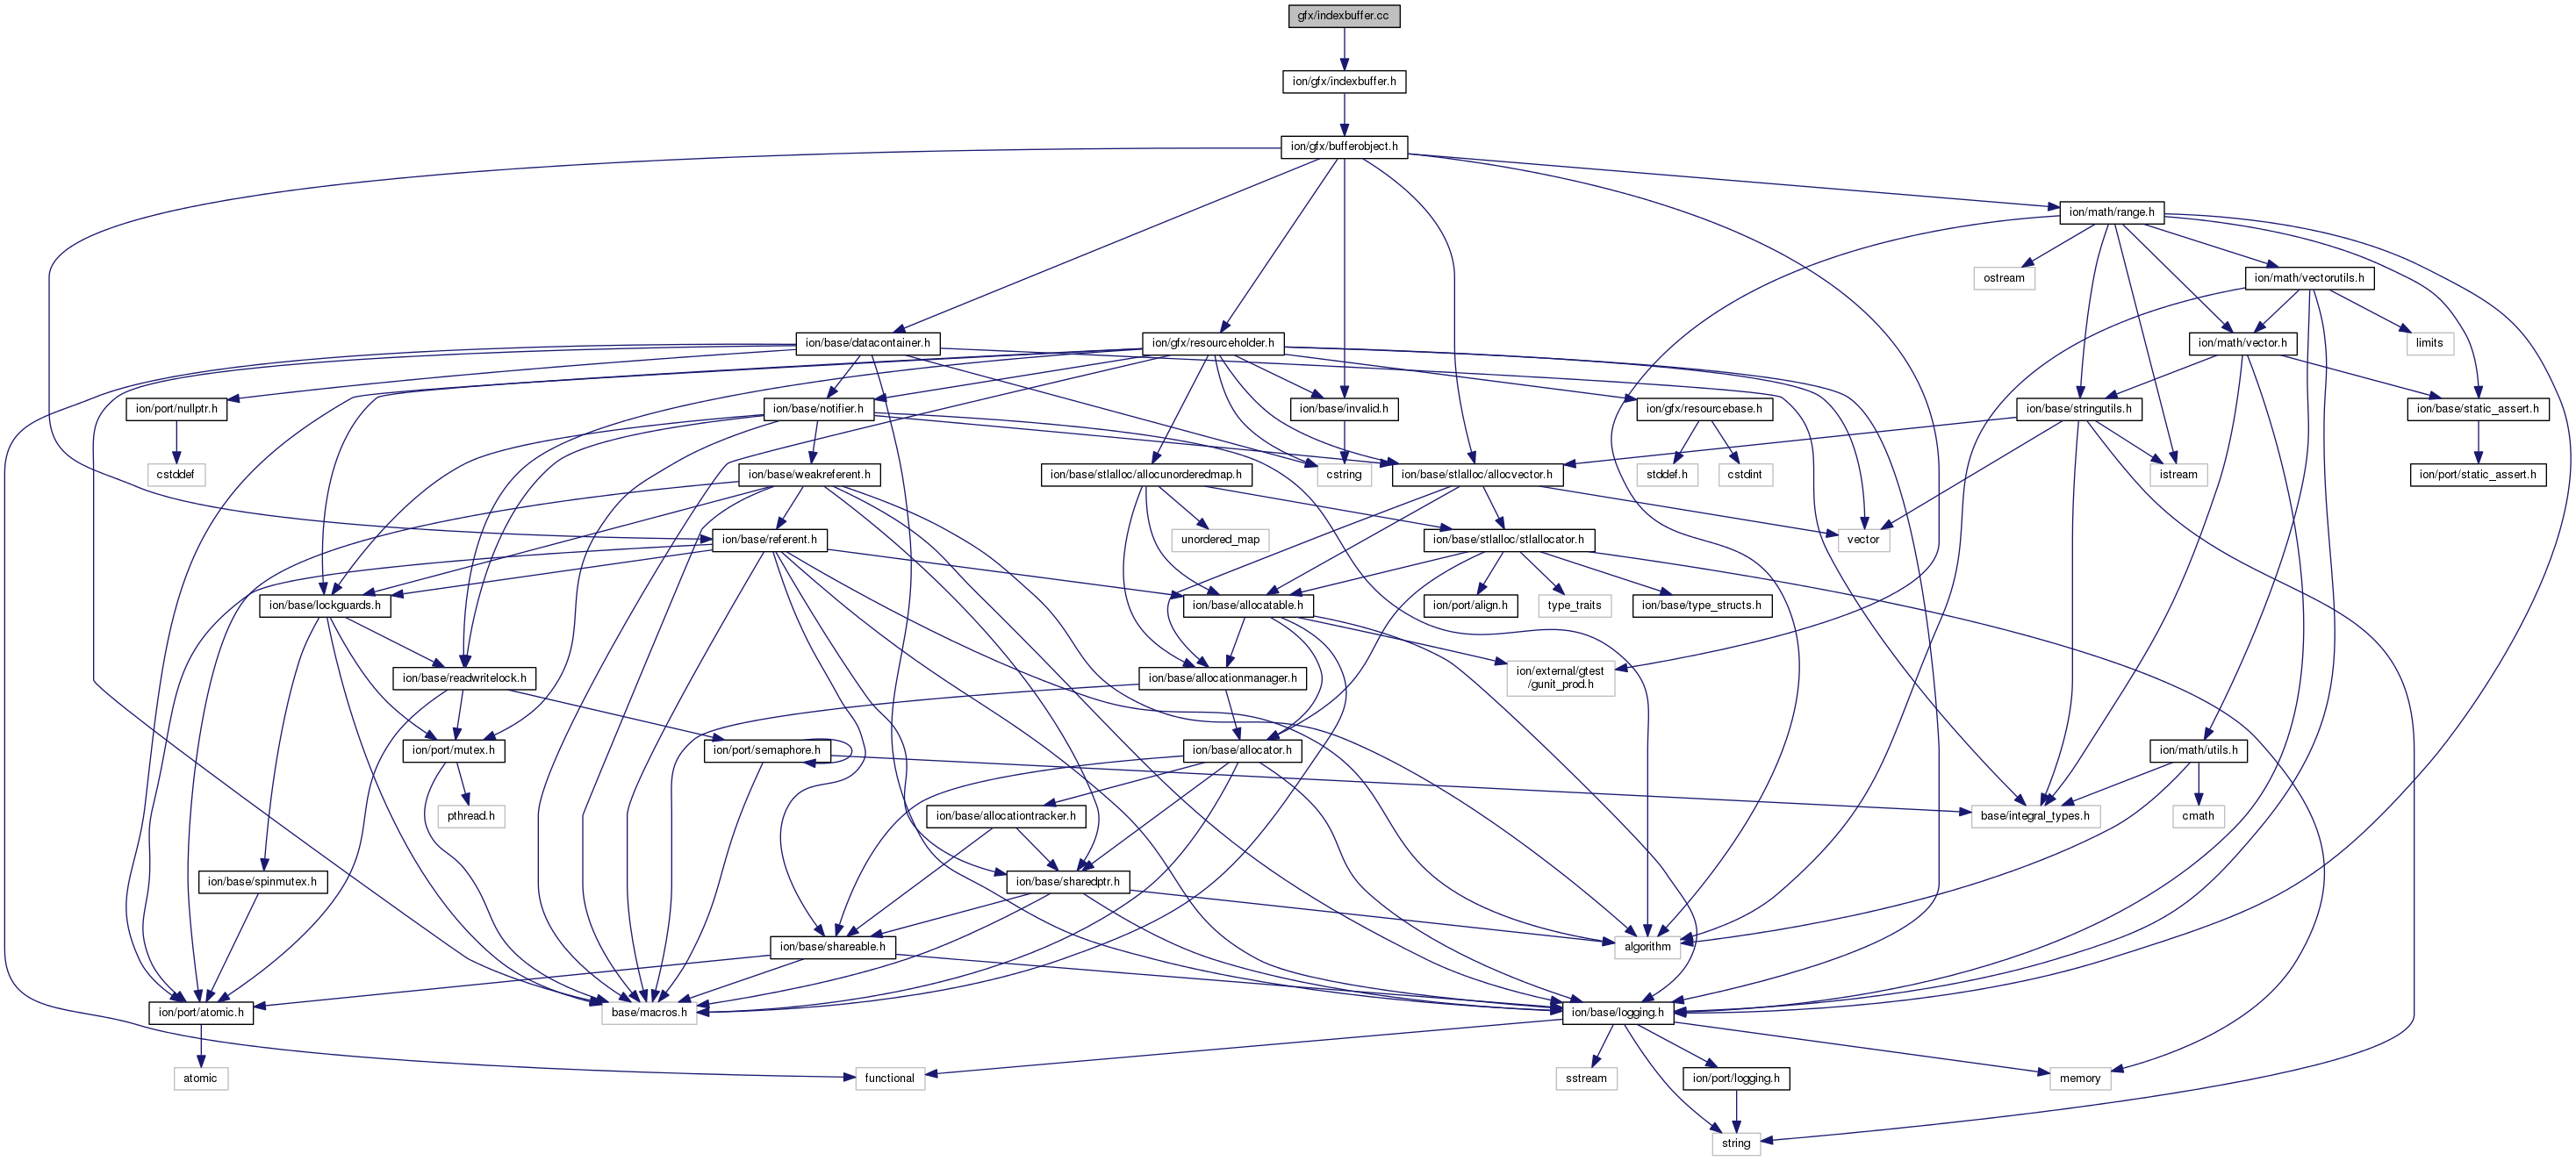 gfx/indexbuffer.cc
ion/gfx/indexbuffer.h
ion/gfx/bufferobject.h
ion/math/range.h
ostream
ion/math/vectorutils.h
ion/base/datacontainer.h
ion/gfx/resourceholder.h
ion/math/vector.h
limits
ion/port/nullptr.h
ion/base/notifier.h
ion/base/invalid.h
ion/gfx/resourcebase.h
ion/base/stringutils.h
ion/base/static_assert.h
cstddef
ion/base/weakreferent.h
ion/base/stlalloc/allocunorderedmap.h
cstring
ion/base/stlalloc/allocvector.h
stddef.h
cstdint
istream
ion/port/static_assert.h
ion/base/referent.h
unordered_map
ion/base/stlalloc/stlallocator.h
vector
ion/base/lockguards.h
ion/base/allocatable.h
ion/port/align.h
type_traits
ion/base/type_structs.h
ion/base/readwritelock.h
ion/base/allocationmanager.h
ion/external/gtest
/gunit_prod.h
ion/port/mutex.h
ion/port/semaphore.h
ion/base/allocator.h
ion/math/utils.h
pthread.h
ion/base/allocationtracker.h
base/integral_types.h
cmath
ion/base/spinmutex.h
ion/base/sharedptr.h
ion/base/shareable.h
algorithm
ion/port/atomic.h
base/macros.h
ion/base/logging.h
atomic
functional
sstream
ion/port/logging.h
memory
string